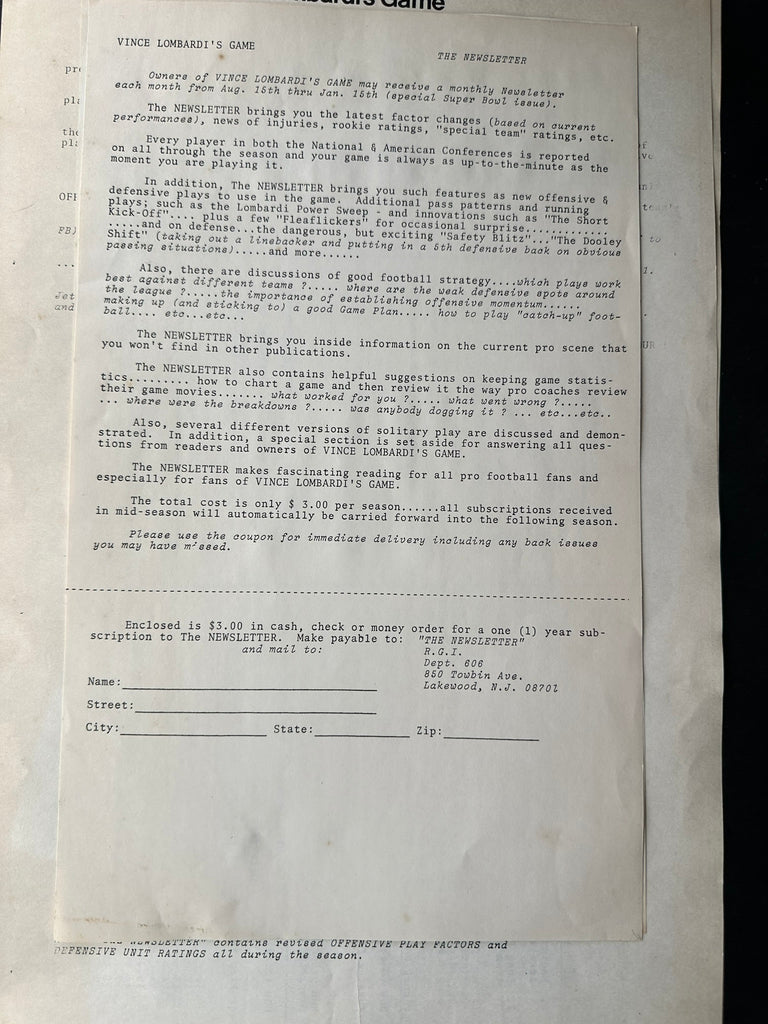 Game
VINCE LOMBARDI'S GAME
THE NEWSLETTER
Owners of VINCE LOMBARDI'S GAME may receive a monthly Newsletter
each month from Aug. 15th thru Jan. 15th (special Super Bowl issue).
The NEWSLETTER brings you the latest factor changes (based on current
performances), news of injuries, rookie ratings, "special team" ratings, etc.
Every player in both the National & American Conferences is reported
on all through the season and your game is always as up-to-the-minute as the
moment you are playing it.
In addition, The NEWSLETTER brings you such features as new offensive &
defensive plays to use in the game. Additional pass patterns and running
plays; such as the Lombardi Power Sweep - and innovations such as "The Short
Kick-Off".... plus a few "Fleaflickers" for occasional surprise.............
.....and on defense...the dangerous, but exciting "Safety Blitz"..."The Dooley
Shift" (taking out a linebacker and putting in a 5th defensive back on obvious
passing situations).....and more......
Also, there are discussions of good football strategy....which plays work
best against different teams ?..... where are the weak defensive spots around
the league ?.....the importance of establishing offensive momentum......
making up (and sticking to) a good Game Plan..... how to play "catch-up" foot-
ball.... etc...etc...
The NEWSLETTER brings you inside information on the current pro scene that
you won't find in other publications.
The NEWSLETTER also contains helpful suggestions on keeping game statis-
tics......... how to chart a game and then review it the way pro coaches review
their game movies....... what worked for you ?..... what went wrong ?.....
... where were the breakdowns ?..... was anybody dogging it ? ... etc...etc..
Also, several different versions of solitary play are discussed and demon-
strated. In addition, a special section is set aside for answering all ques-
tions from readers and owners of VINCE LOMBARDI'S GAME.
The NEWSLETTER makes fascinating reading for all pro football fans and
especially for fans of VINCE LOMBARDI'S GAME.
The total cost is only $ 3.00 per season......all subscriptions received
in mid-season will automatically be carried forward into the following season.
Please use the coupon for immediate delivery including any back issues
you may have missed.
Enclosed is $3.00 in cash, check or money order for a one (1) year sub-
scription to The NEWSLETTER. Make payable to: "THE NEWSLETTER"
and mail to: R.G.I.
Dept. 606
850 Towbin Ave.
Lakewood, N.J. 08701
Name:
Street:
City: State: Zip:
NEWSLETTER" contains revised OFFENSIVE PLAY FACTORS and
DEFENSIVE UNIT RATINGS all during the season.